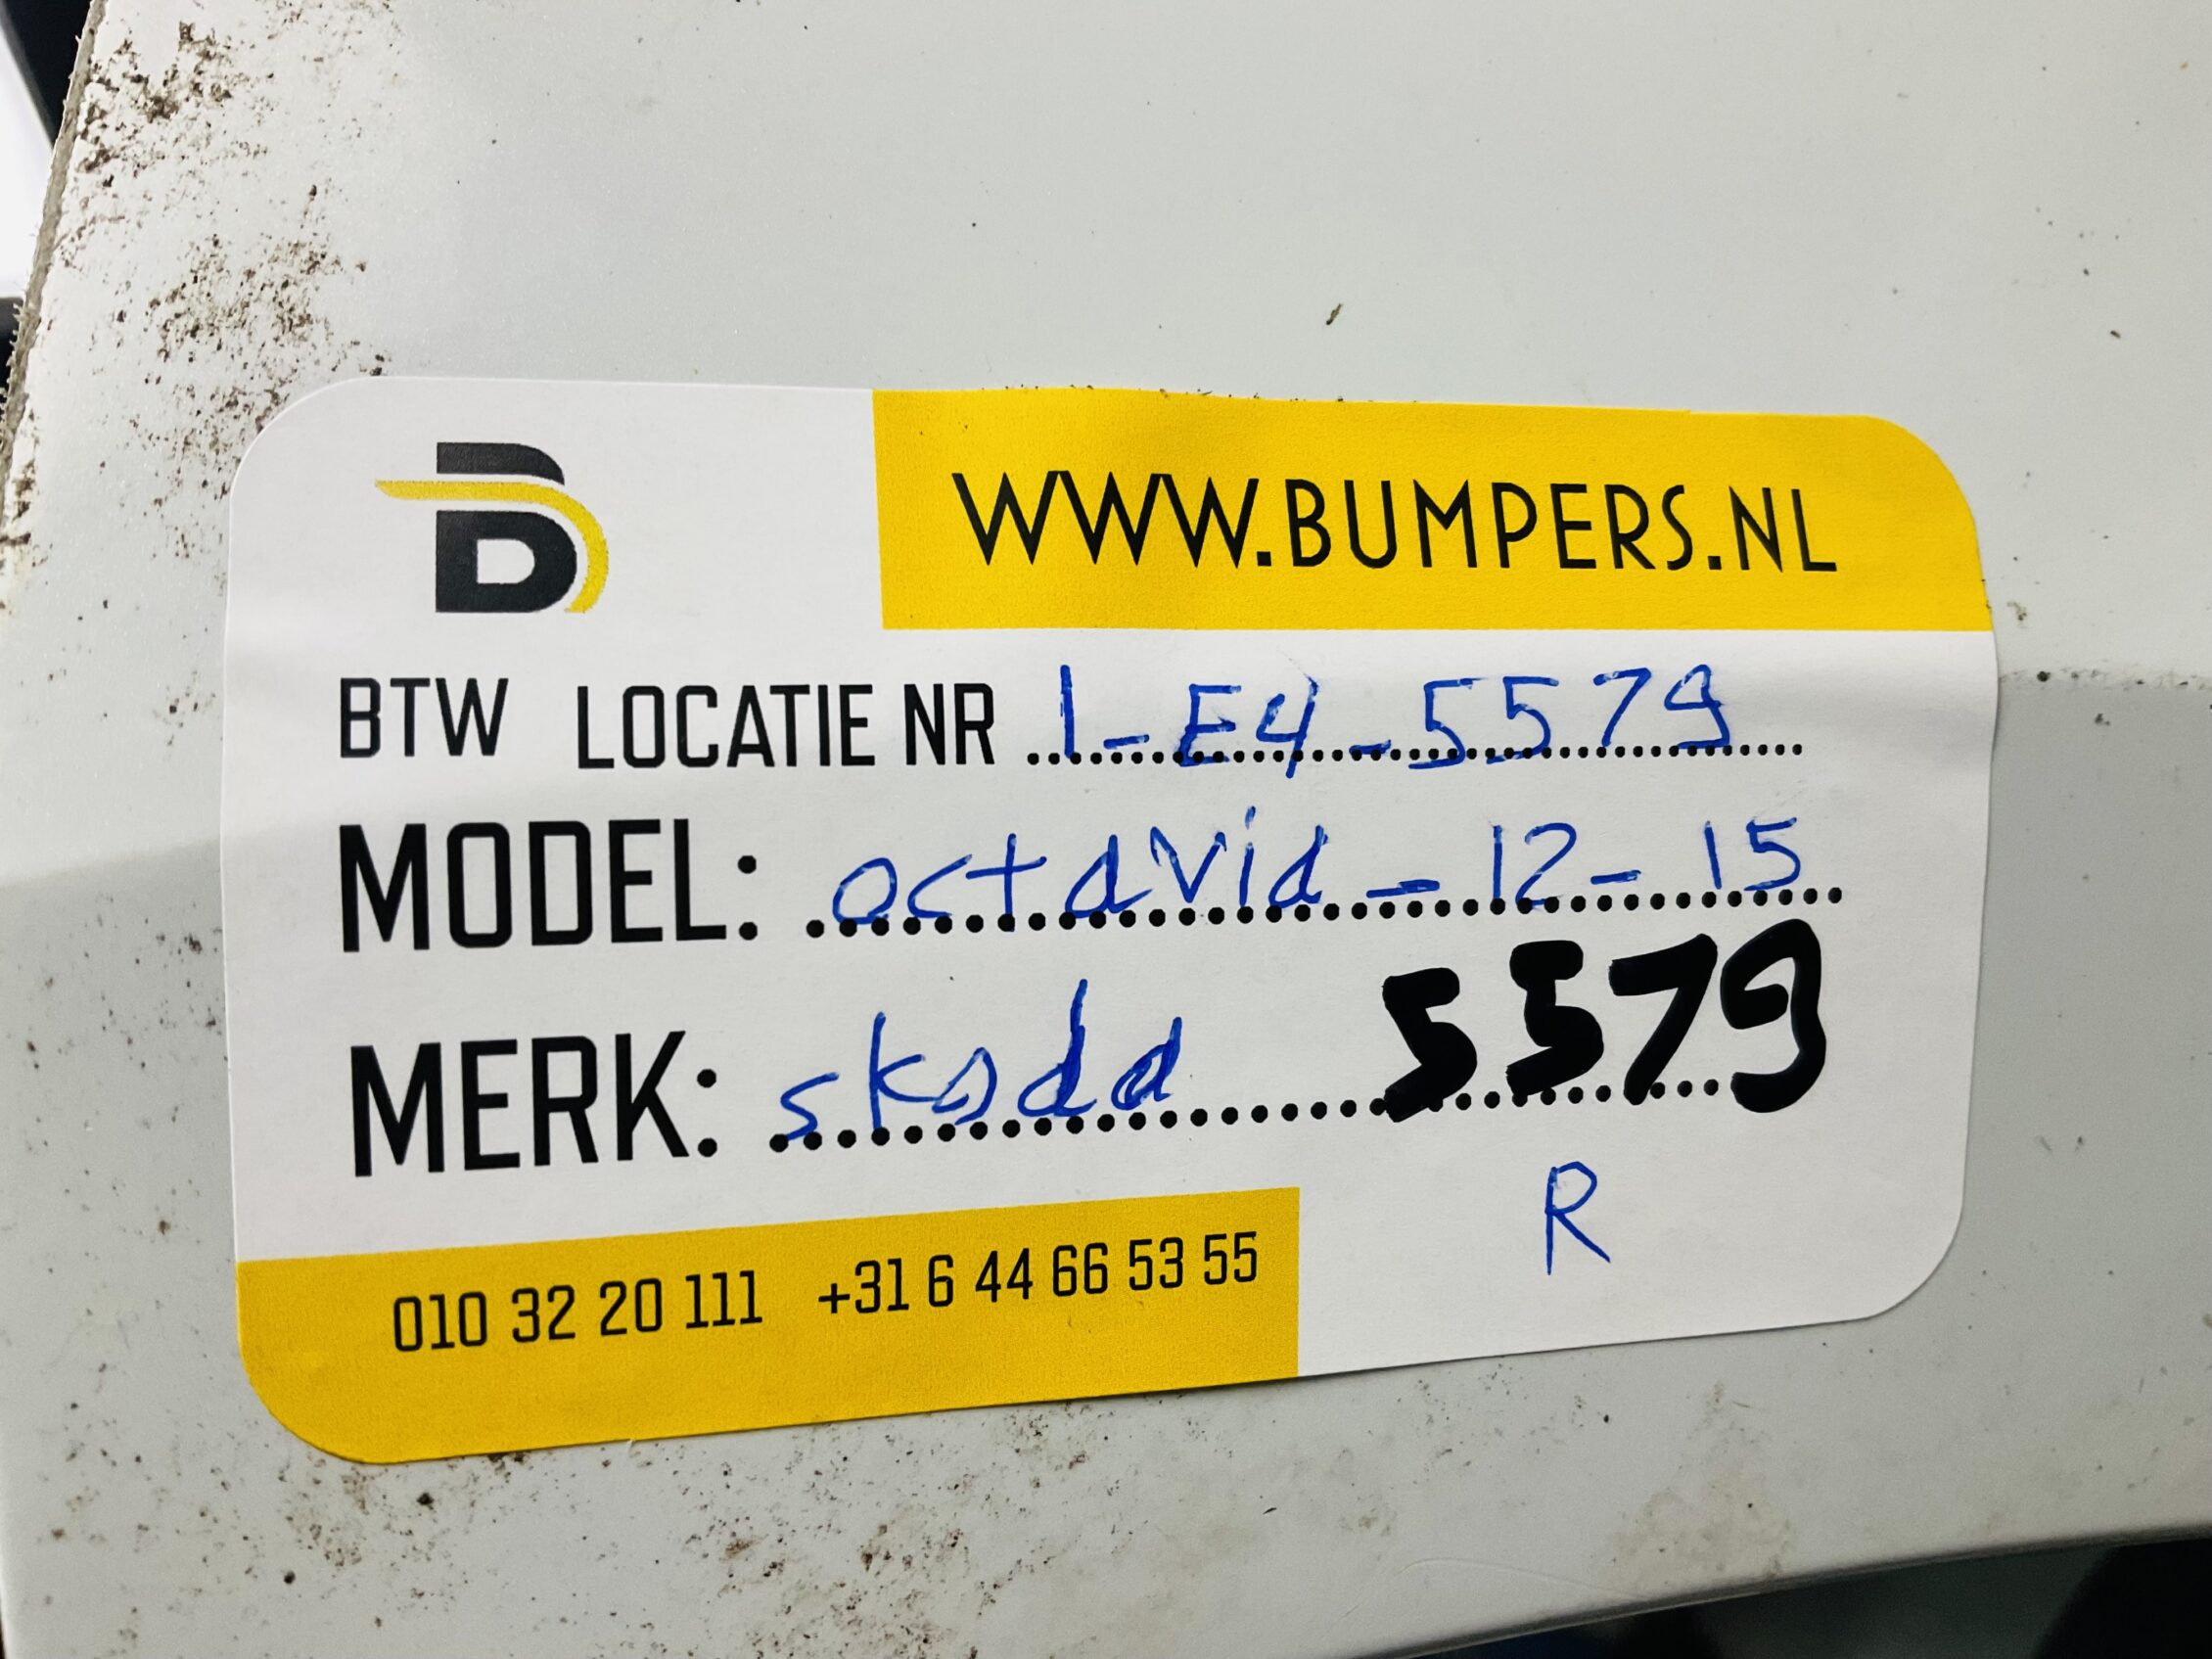 B
WWW.BUMPERS.NL
BTW LOCATIE NR 1-E4-5579
MODEL: octavia-12-15
MERK: skoda 5579
R
010 32 20 111 +31 6 44 66 53 55